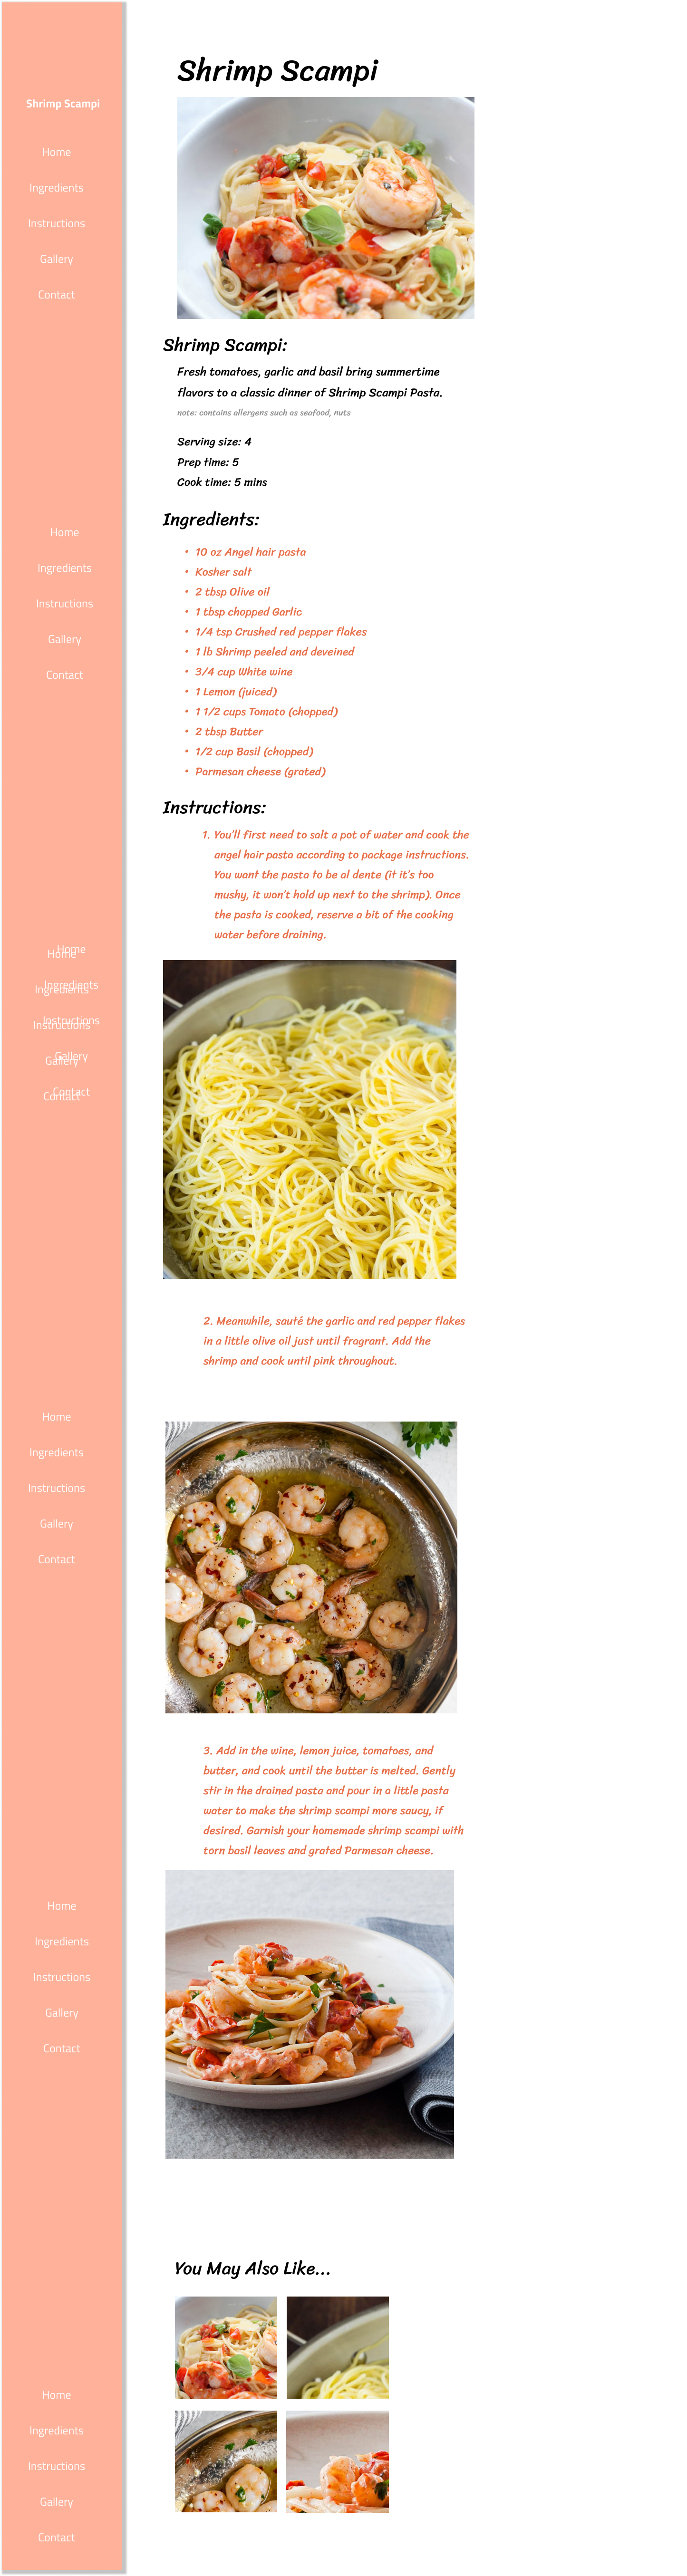 Shrimp Scampi
Home
Ingredients
Instructions
Gallery
Contact
Home
Ingredients
Instructions
Gallery
Contact
Home
Home
Ingredients
Ingredients
Instructions
Instructions
Gallery
Gallery
Contact
Contact
Home
Ingredients
Instructions
Gallery
Contact
Home
Ingredients
Instructions
Gallery
Contact
Home
Ingredients
Instructions
Gallery
Contact
Shrimp Scampi
Shrimp Scampi:
Fresh tomatoes, garlic and basil bring summertime
flavors to a classic dinner of Shrimp Scampi Pasta.
note: contains allergens such as seafood, nuts
Serving size: 4
Prep time: 5
Cook time: 5 mins
Ingredients:
• 10 oz Angel hair pasta
• Kosher salt
• 2 tbsp Olive oil
• 1 tbsp chopped Garlic
• 1/4 tsp Crushed red pepper flakes
• 1 lb Shrimp peeled and deveined
• 3/4 cup White wine
• 1 Lemon (juiced)
• 1 1/2 cups Tomato (chopped)
• 2 tbsp Butter
• 1/2 cup Basil (chopped)
• Parmesan cheese (grated)
Instructions:
1. You'll first need to salt a pot of water and cook the
angel hair pasta according to package instructions.
You want the pasta to be al dente (it it's too
mushy, it won't hold up next to the shrimp). Once
the pasta is cooked, reserve a bit of the cooking
water before draining.
2. Meanwhile, sauté the garlic and red pepper flakes
in a little olive oil just until fragrant. Add the
shrimp and cook until pink throughout.
3. Add in the wine, lemon juice, tomatoes, and
butter, and cook until the butter is melted. Gently
stir in the drained pasta and pour in a little pasta
water to make the shrimp scampi more saucy, if
desired. Garnish your homemade shrimp scampi with
torn basil leaves and grated Parmesan cheese.
You May Also Like...